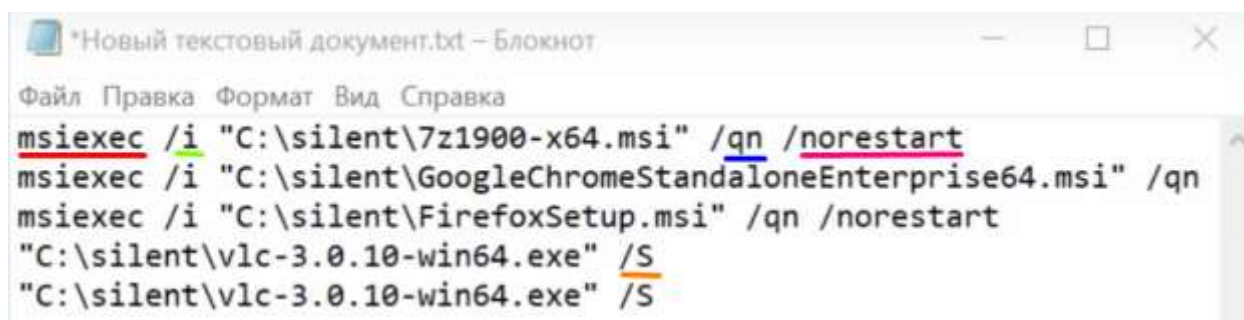 *Новый текстовый документ.txt – Блокнот
Файл Правка Формат Вид Справка
msiexec /i "C:\silent\7z1900-x64.msi" /qn /norestart
msiexec /i "C:\silent\GoogleChromeStandaloneEnterprise64.msi" /qn
msiexec /i "C:\silent\FirefoxSetup.msi" /qn /norestart
"C:\silent\vlc-3.0.10-win64.exe" /S
"C:\silent\vlc-3.0.10-win64.exe" /S